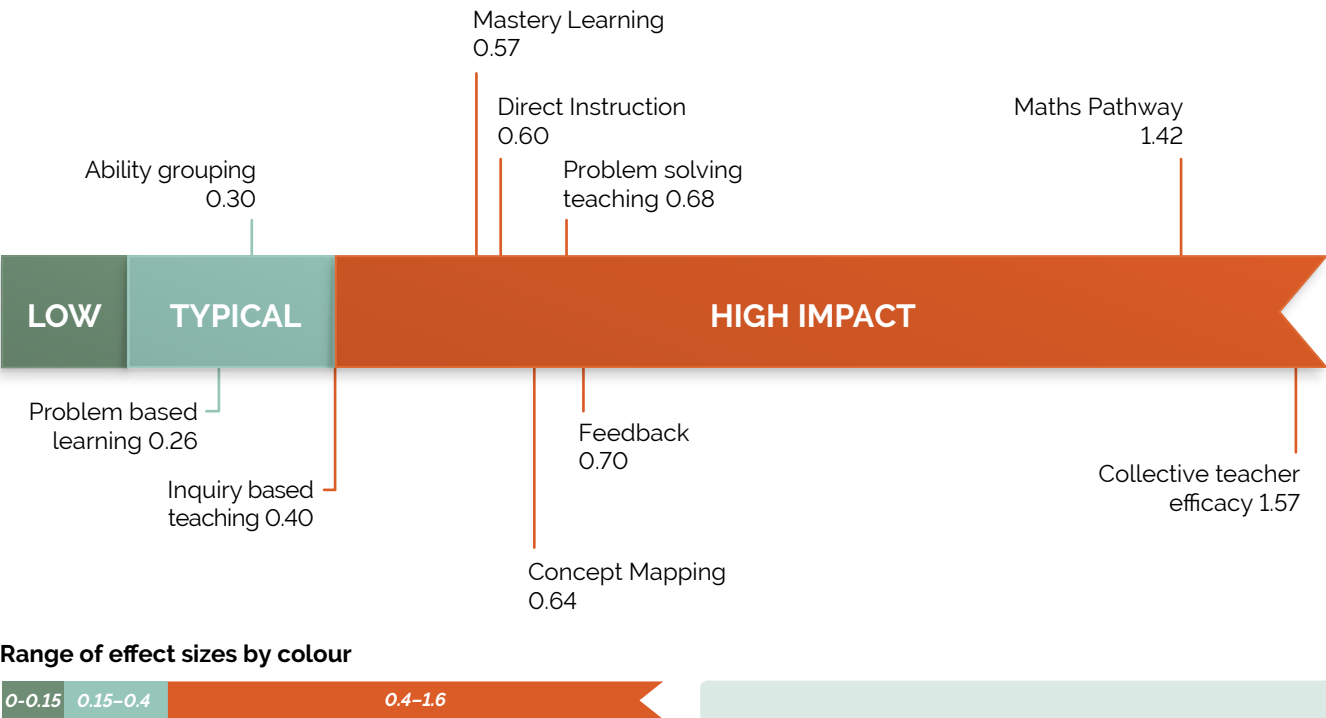 Mastery Learning
0.57
Direct Instruction
0.60
Maths Pathway
1.42
Ability grouping
0.30
Problem solving
teaching 0.68
LOW
TYPICAL
HIGH IMPACT
Problem based
learning 0.26
Inquiry based
teaching 0.40
Feedback
0.70
Collective teacher
efficacy 1.57
Concept Mapping
0.64
Range of effect sizes by colour
0-0.15
0.15–0.4
0.4–1.6